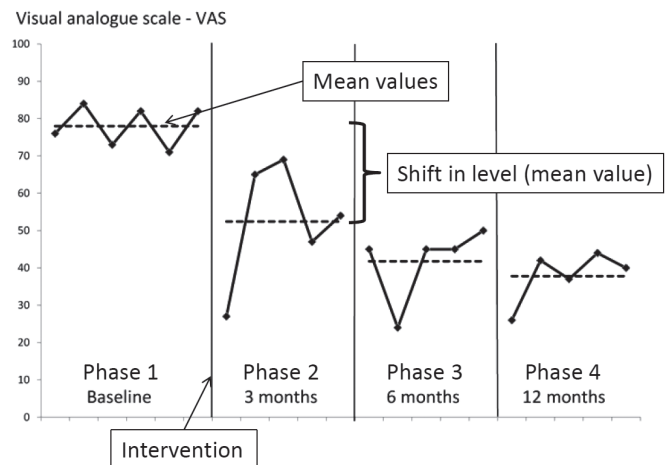 Visual analogue scale - VAS
100
90
80
70
60
50
40
30
20
10
0
Mean values
Shift in level (mean value)
Phase 1
Baseline
Phase 2
3 months
Phase 3
6 months
Phase 4
12 months
Intervention